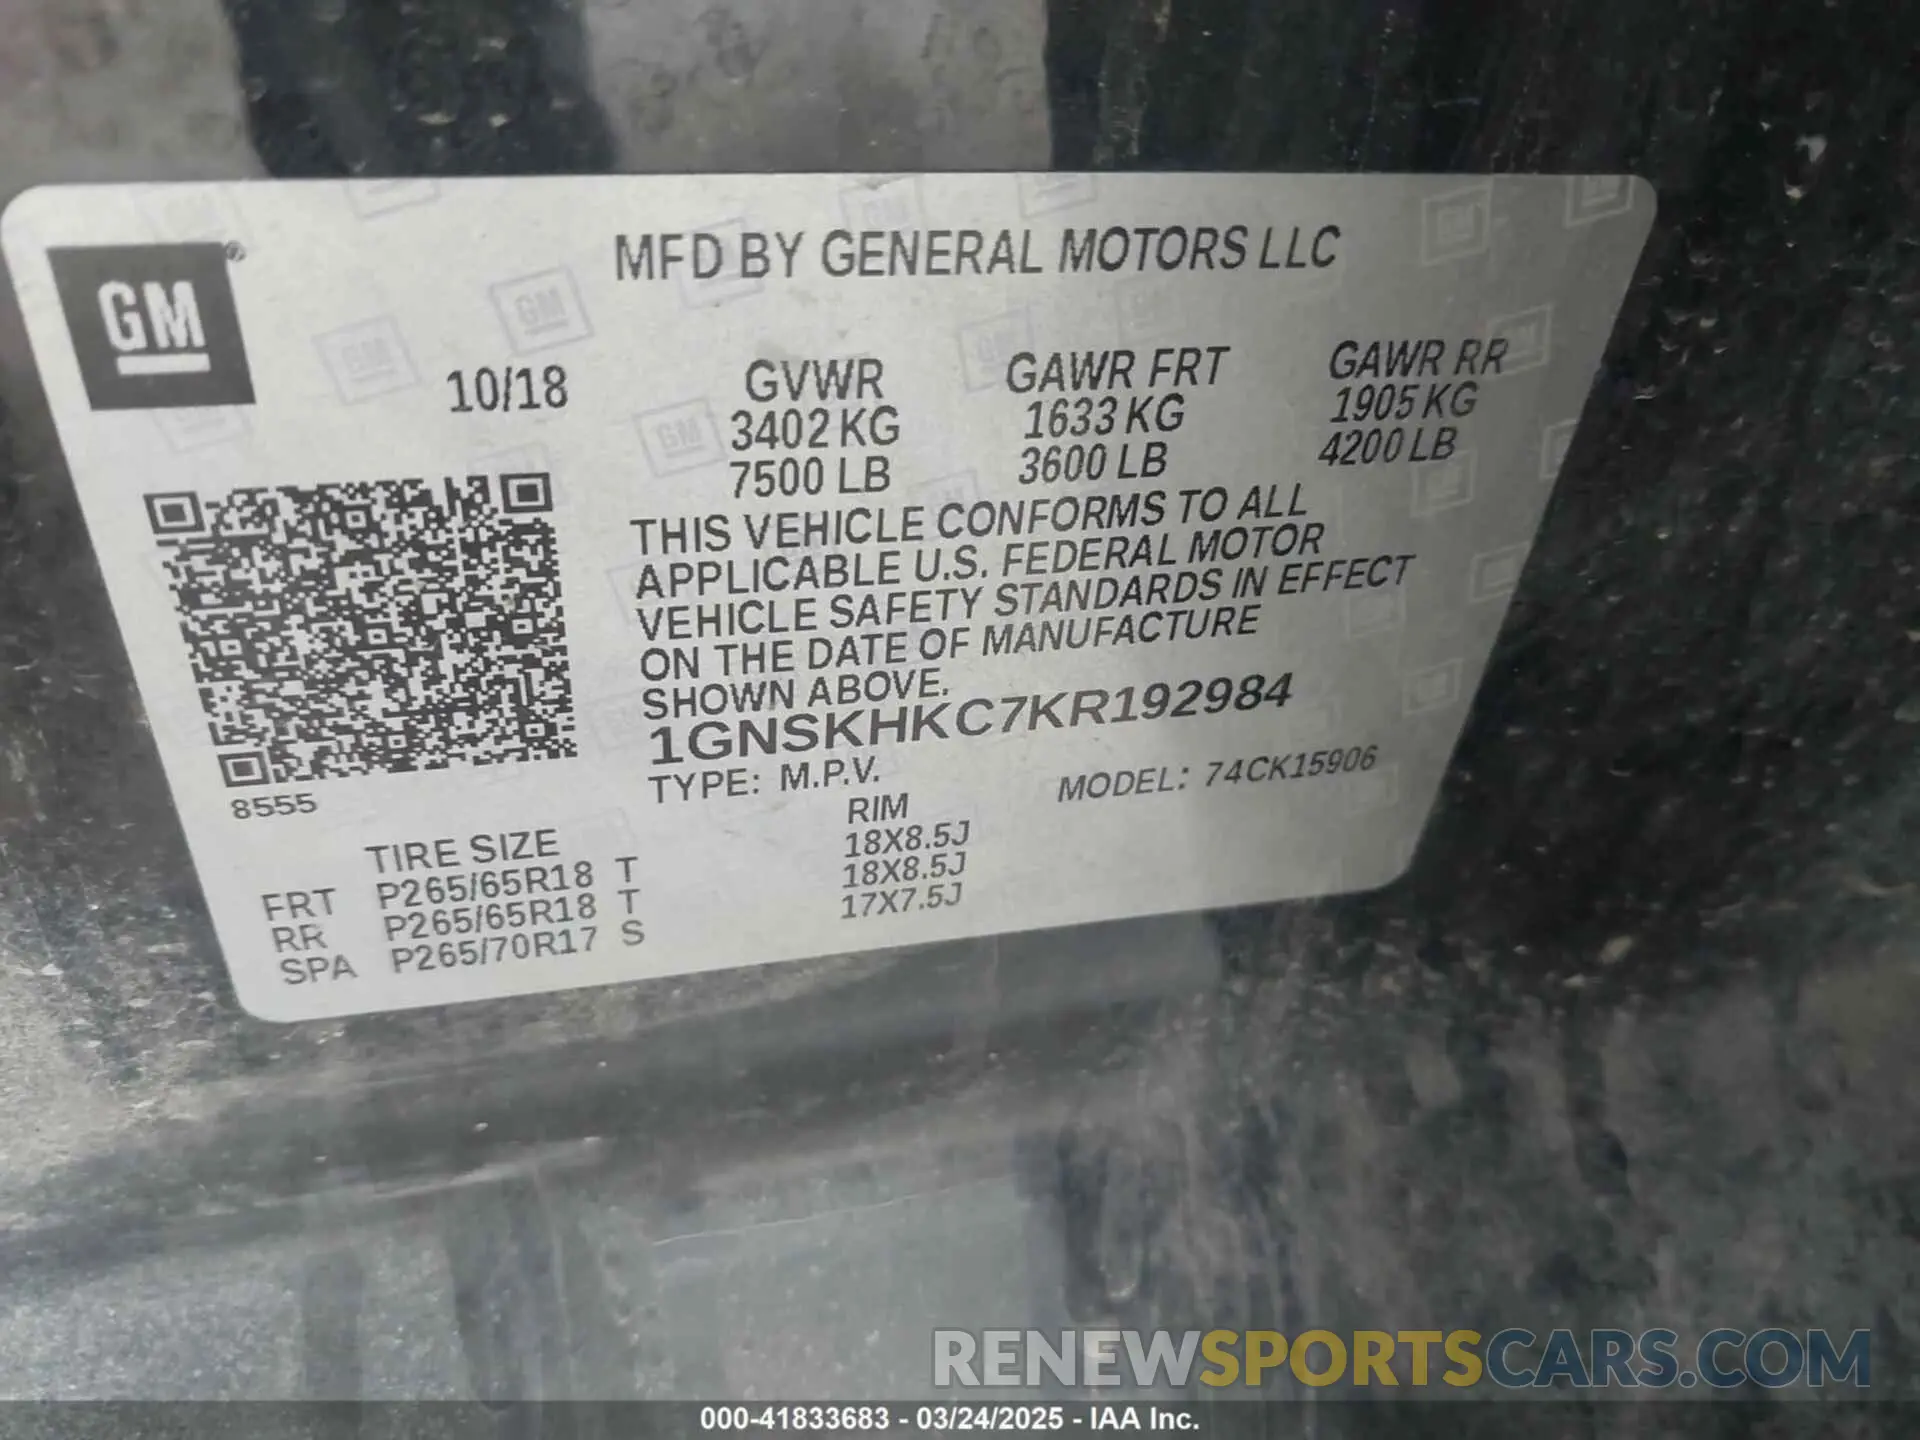 GM®
MFD BY GENERAL MOTORS LLC
10/18
GVWR GAWR FRT GAWR RR
3402 KG 1633 KG 1905 KG
7500 LB 3600 LB 4200 LB
THIS VEHICLE CONFORMS TO ALL
APPLICABLE U.S. FEDERAL MOTOR
VEHICLE SAFETY STANDARDS IN EFFECT
ON THE DATE OF MANUFACTURE
SHOWN ABOVE.
1GNSKHKC7KR192984
TYPE: M.P.V. MODEL: 74CK15906
8555
TIRE SIZE RIM
FRT P265/65R18 T 18X8.5J
RR P265/65R18 T 18X8.5J
SPA P265/70R17 S 17X7.5J
RENEWSPORTSCARS.COM
000-41833683 - 03/24/2025 - IAA Inc.